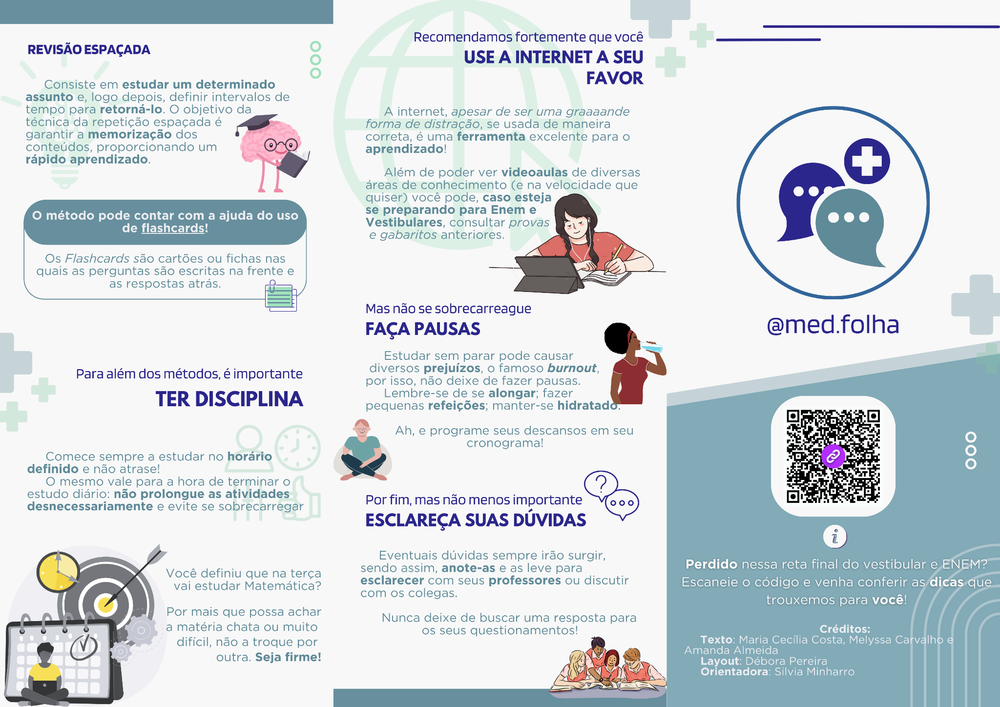 REVISÃO ESPAÇADA
Consiste em estudar um determinado
assunto e, logo depois, definir intervalos de
tempo para retorná-lo. O objetivo da
técnica da repetição espaçada é
garantir a memorização dos
conteúdos, proporcionando um
rápido aprendizado.
O método pode contar com a ajuda do uso
de flashcards!
Os Flashcards são cartões ou fichas nas
quais as perguntas são escritas na frente e
as respostas atrás.
Para além dos métodos, é importante
TER DISCIPLINA
Comece sempre a estudar no horário
definido e não atrase!
O mesmo vale para a hora de terminar o
estudo diário: não prolongue as atividades
desnecessariamente e evite se sobrecarregar
Você definiu que na terça
vai estudar Matemática?
Por mais que possa achar
a matéria chata ou muito
difícil, não a troque por
outra. Seja firme!
Recomendamos fortemente que você
USE A INTERNET A SEU
FAVOR
A internet, apesar de ser uma graaaande
forma de distração, se usada de maneira
correta, é uma ferramenta excelente para o
aprendizado!
Além de poder ver videoaulas de diversas
áreas de conhecimento (e na velocidade que
quiser) você pode, caso esteja
se preparando para Enem e
Vestibulares, consultar provas
e gabaritos anteriores.
Mas não se sobrecarreague
FAÇA PAUSAS
Estudar sem parar pode causar
diversos prejuízos, o famoso burnout,
por isso, não deixe de fazer pausas.
Lembre-se de se alongar; fazer
pequenas refeições; manter-se hidratado.
Ah, e programe seus descansos em seu
cronograma!
Por fim, mas não menos importante
ESCLAREÇA SUAS DÚVIDAS
Eventuais dúvidas sempre irão surgir,
sendo assim, anote-as e as leve para
esclarecer com seus professores ou discutir
com os colegas.
Nunca deixe de buscar uma resposta para
os seus questionamentos!
@med.folha
Perdido nessa reta final do vestibular e ENEM?
Escaneie o código e venha conferir as dicas que
trouxemos para você!
Créditos:
Texto: Maria Cecília Costa, Melyssa Carvalho e
Amanda Almeida
Layout: Débora Pereira
Orientadora: Silvia Minharro